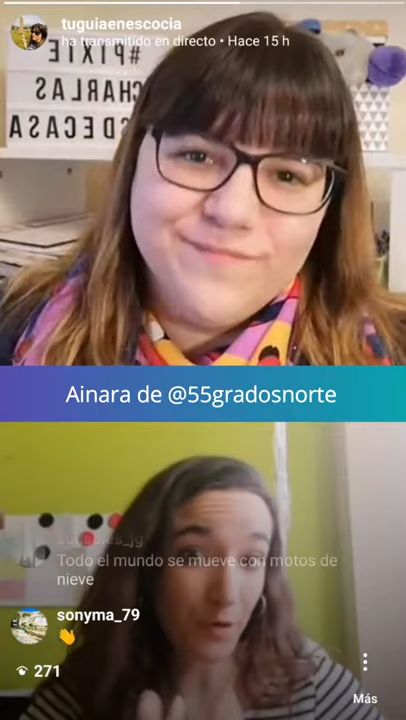 tuguiaenescocia
ha transmitido en directo • Hace 15 h
#PIXIE
CHARLAS
DESDECASA
Ainara de @55gradosnorte
Todo el mundo se mueve con motos de
nieve
sonyma_79
271
Más